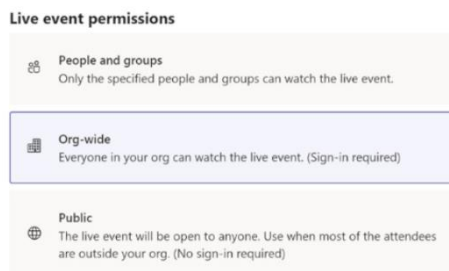 Live event permissions
People and groups
Only the specified people and groups can watch the live event.
Org-wide
Everyone in your org can watch the live event. (Sign-in required)
Public
The live event will be open to anyone. Use when most of the attendees
are outside your org. (No sign-in required)